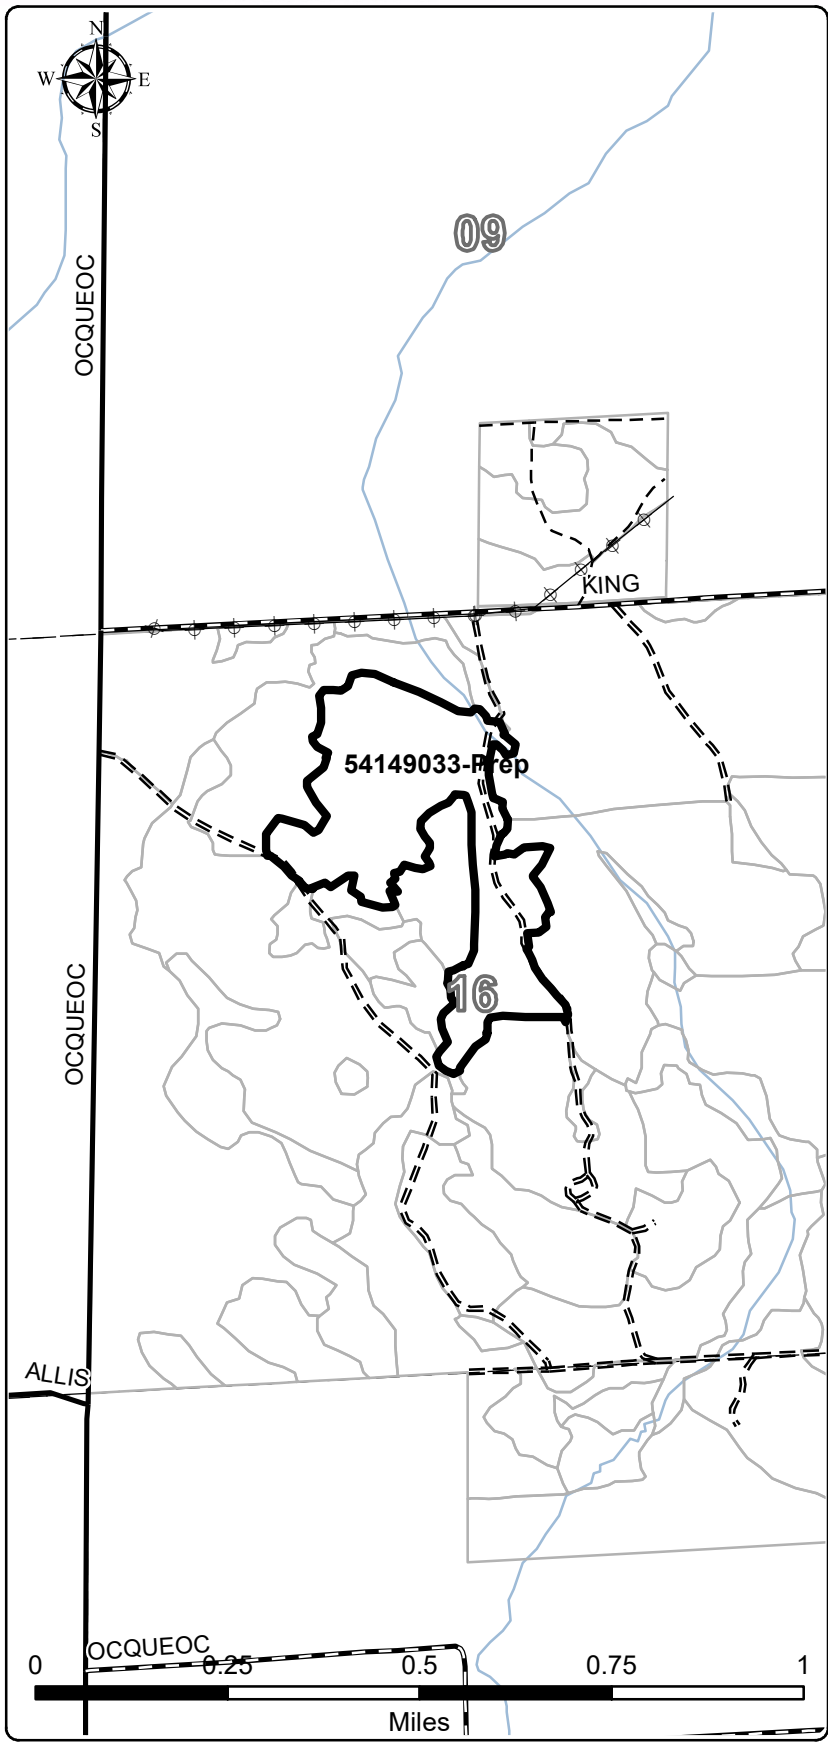 N
W E
S
09
OCQUEOC
KING
54149033-Prep
16
OCQUEOC
ALLIS
OCQUEOC
0 0.25 0.5 0.75 1
Miles